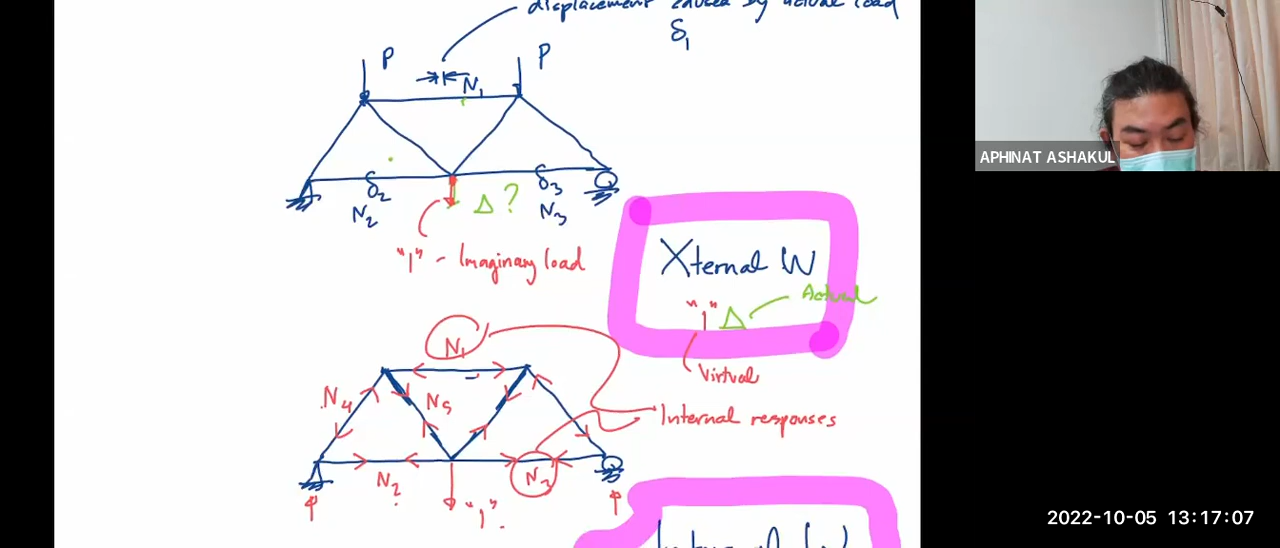 displacement caused by actual load
δ₁
P
P
N₁
δ₂
N₂
Δ ?
δ₃
N₃
"1" - Imaginary load
Xternal W
"1" Δ
Actual
Virtual
N₁
N₄
N₅
Internal responses
N₂
N₃
"1"
Internal W
APHINAT ASHAKUL
2022-10-05 13:17:07